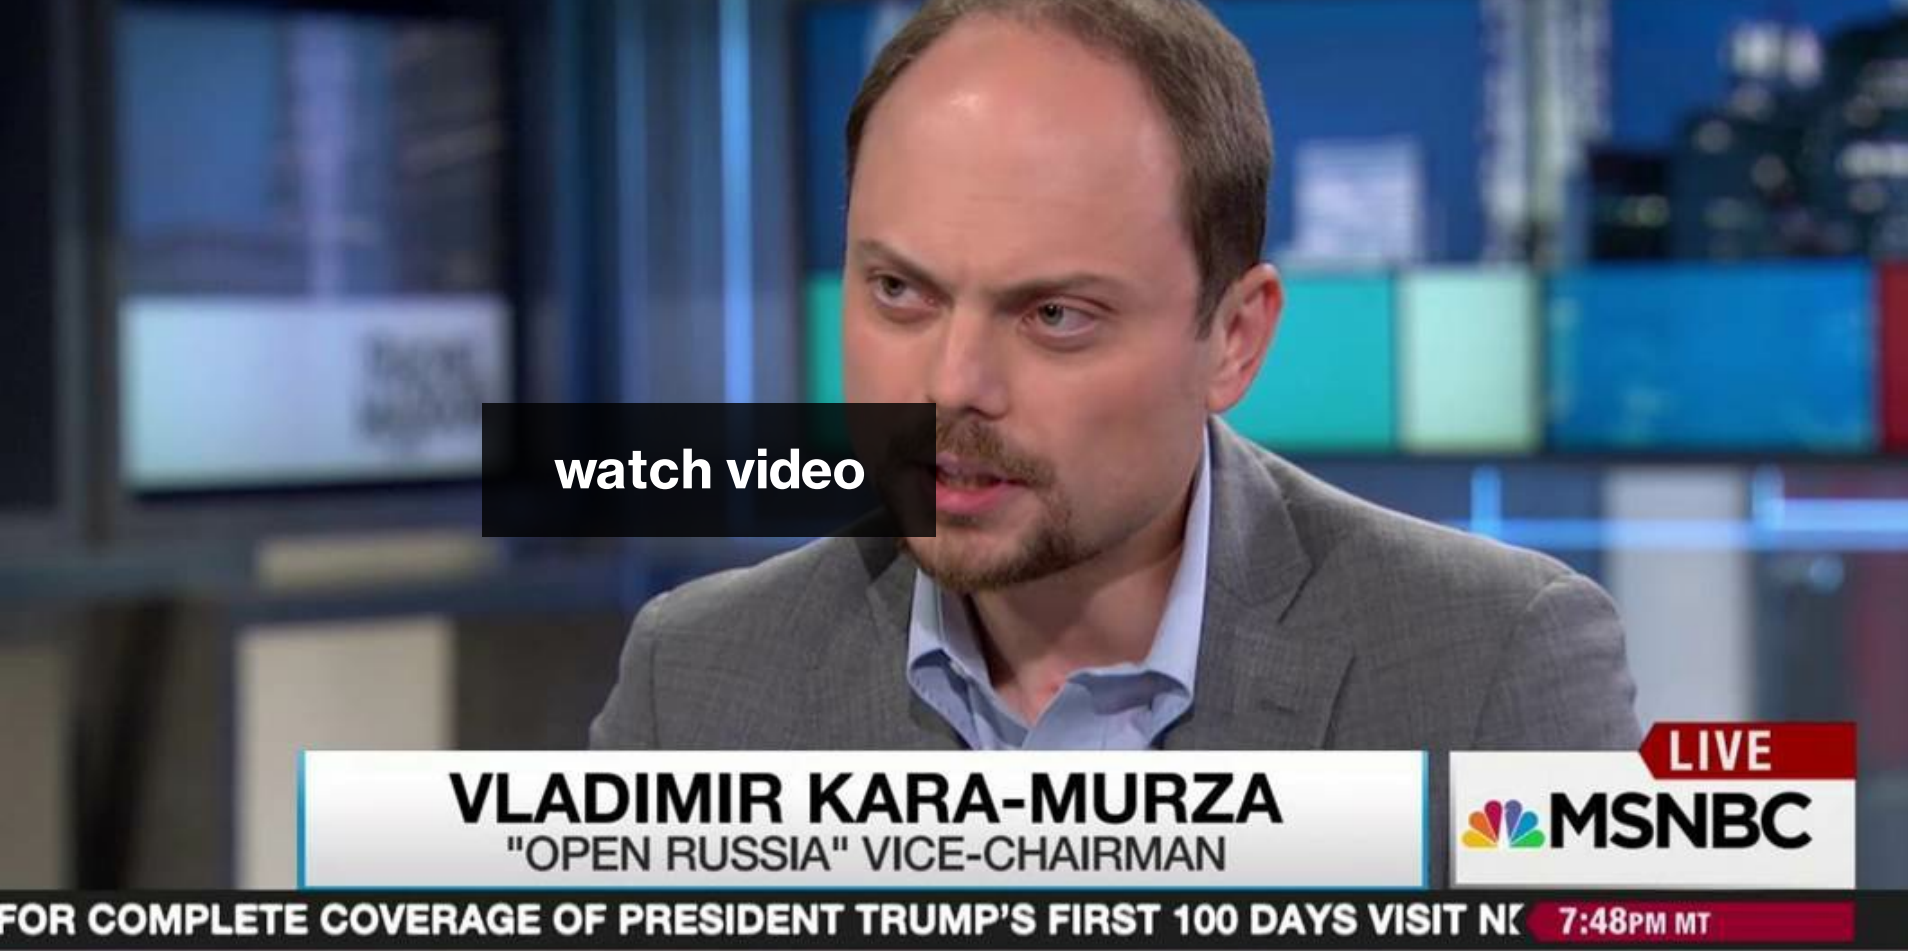 watch video
LIVE
VLADIMIR KARA-MURZA
MSNBC
"OPEN RUSSIA" VICE-CHAIRMAN
FOR COMPLETE COVERAGE OF PRESIDENT TRUMP'S FIRST 100 DAYS VISIT
7:48PM MT